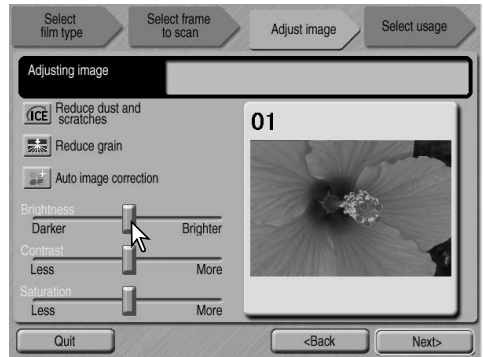 Select
film type
Select frame
to scan
Adjust image
Select usage
Adjusting image
ICE
Reduce dust and
scratches
Reduce grain
Auto image correction
01
Brightness
Darker Brighter
Contrast
Less More
Saturation
Less More
Quit <Back Next>